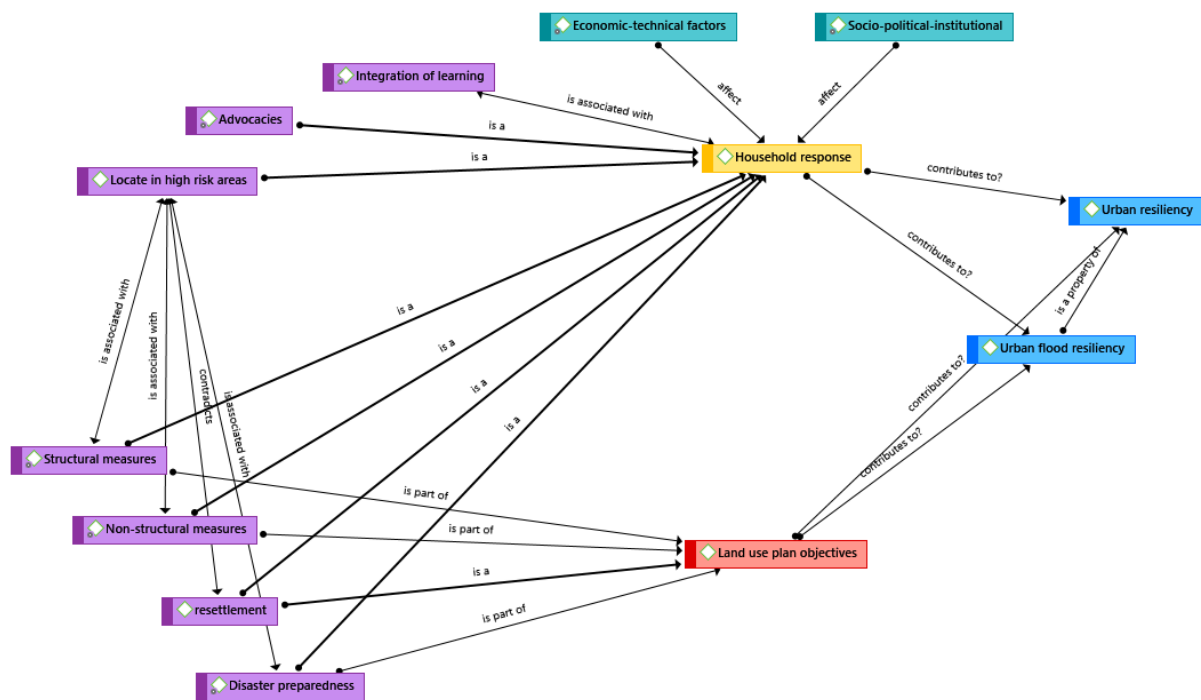 Economic-technical factors
Socio-political-institutional
Integration of learning
affect
affect
is associated with
Advocacies
is a
Household response
is a
Locate in high risk areas
contributes to?
Urban resiliency
contributes to?
is a property of
is associated with
is associated with
contradicts
is associated with
is a
is a
is a
is a
Urban flood resiliency
contributes to?
contributes to?
Structural measures
is part of
Non-structural measures
is part of
Land use plan objectives
is a
resettlement
is part of
Disaster preparedness